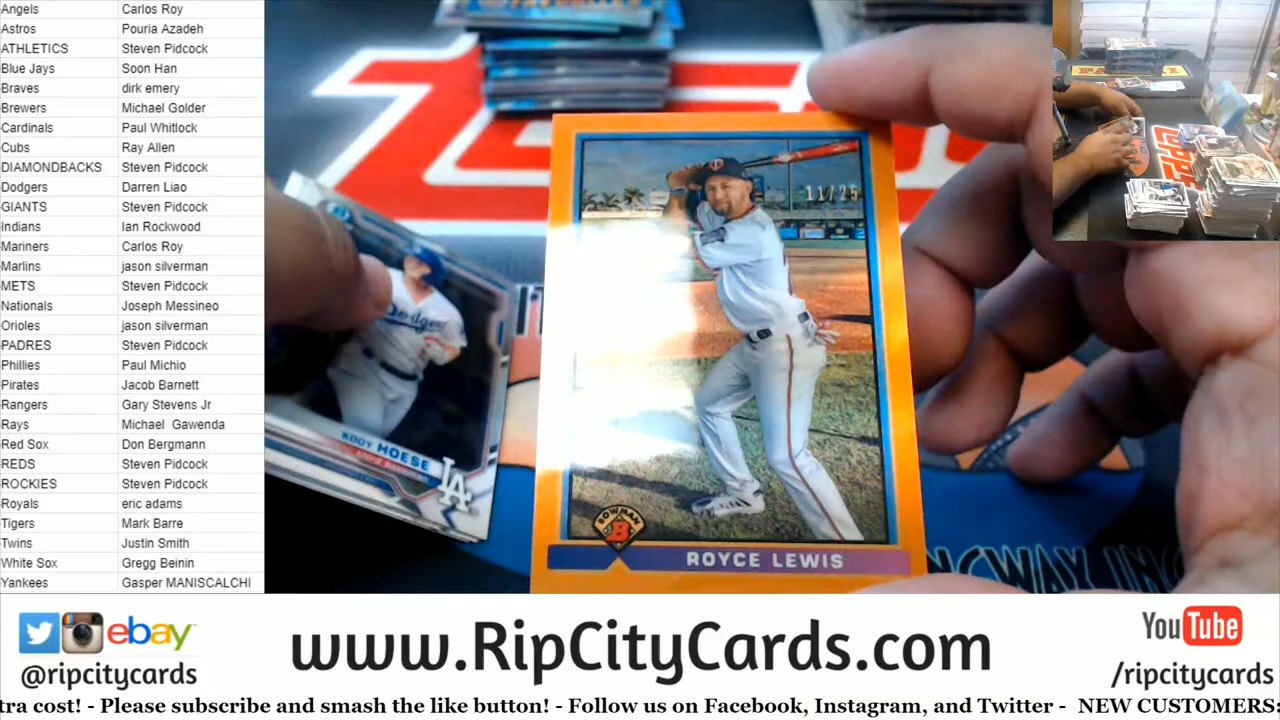 Angels Carlos Roy
Astros Pouria Azadeh
ATHLETICS Steven Pidcock
Blue Jays Soon Han
Braves dirk emery
Brewers Michael Golder
Cardinals Paul Whitlock
Cubs Ray Allen
DIAMONDBACKS Steven Pidcock
Dodgers Darren Liao
GIANTS Steven Pidcock
Indians Ian Rockwood
Mariners Carlos Roy
Marlins jason silverman
METS Steven Pidcock
Nationals Joseph Messineo
Orioles jason silverman
PADRES Steven Pidcock
Phillies Paul Michio
Pirates Jacob Barnett
Rangers Gary Stevens Jr
Rays Michael Gawenda
Red Sox Don Bergmann
REDS Steven Pidcock
ROCKIES Steven Pidcock
Royals eric adams
Tigers Mark Barre
Twins Justin Smith
White Sox Gregg Beinin
Yankees Gasper MANISCALCHI
11/25
Dodgers
KODY HOESE
LA
BOWMAN
B
ROYCE LEWIS
TOPPS
ebay
@ripcitycards
www.RipCityCards.com
YouTube
/ripcitycards
tra cost! - Please subscribe and smash the like button! - Follow us on Facebook, Instagram, and Twitter - NEW CUSTOMERS: